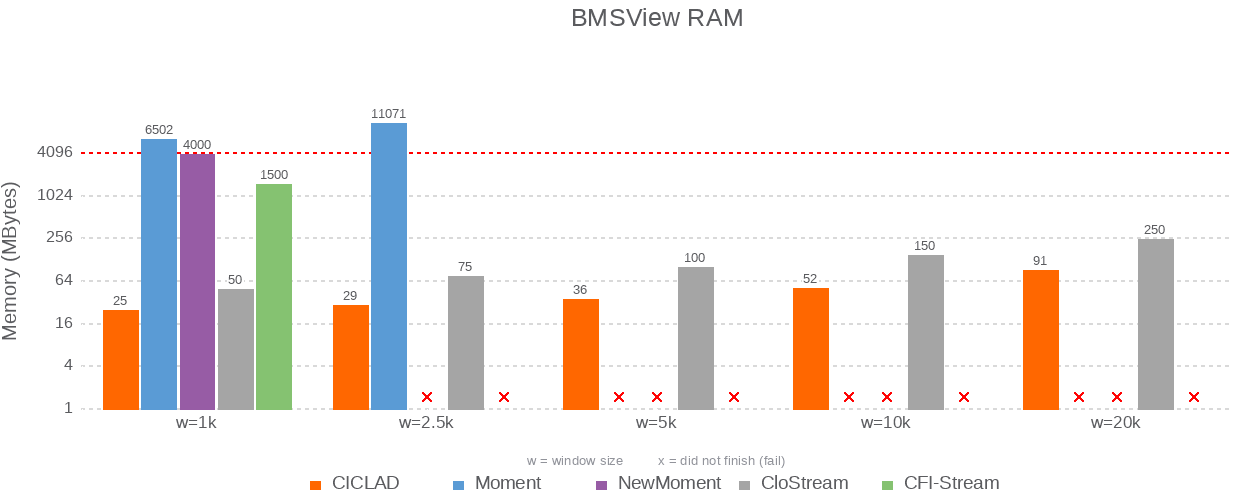 BMSView RAM
Memory (MBytes)
4096
1024
256
64
16
4
1
25
6502
4000
50
1500
29
11071
x
75
x
36
x
x
100
x
52
x
x
150
x
91
x
x
250
x
w=1k
w=2.5k
w=5k
w=10k
w=20k
w = window size x = did not finish (fail)
CICLAD Moment NewMoment CloStream CFI-Stream